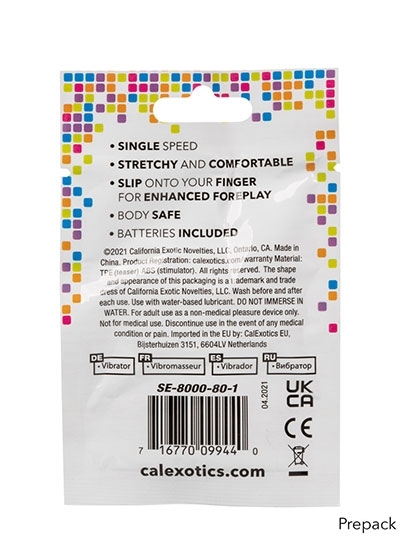 • SINGLE SPEED
• STRETCHY AND COMFORTABLE
• SLIP ONTO YOUR FINGER
FOR ENHANCED FOREPLAY
• BODY SAFE
• BATTERIES INCLUDED
©2021 California Exotic Novelties, LLC, Ontario, CA. Made in
China. Product Registration: calexotics.com/warranty Material:
TPE (teaser) ABS (stimulator). All rights reserved. The shape
and appearance of this packaging is a trademark and trade
dress of California Exotic Novelties, LLC. Wash before and after
each use. Use with water-based lubricant. DO NOT IMMERSE IN
WATER. For adult use as a non-medical pleasure device only.
Not for medical use. Discontinue use in the event of any medical
condition or pain. Imported in the EU by: CalExotics EU,
Bijsterhuizen 3151, 6604LV Netherlands
DE FR ES RU
• Vibrator • Vibromasseur • Vibrador • Вибратор
SE-8000-80-1
04.2021
UK
CA
CE
7 16770 09944 0
calexotics.com
Prepack